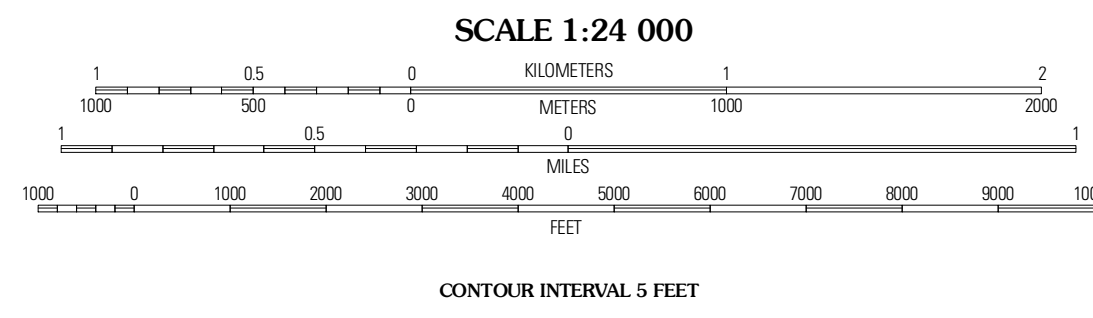 SCALE 1:24 000
1 0.5 0 KILOMETERS 1 2
1000 500 0 METERS 1000 2000
1 0.5 0 1
MILES
1000 0 1000 2000 3000 4000 5000 6000 7000 8000 9000
FEET
CONTOUR INTERVAL 5 FEET